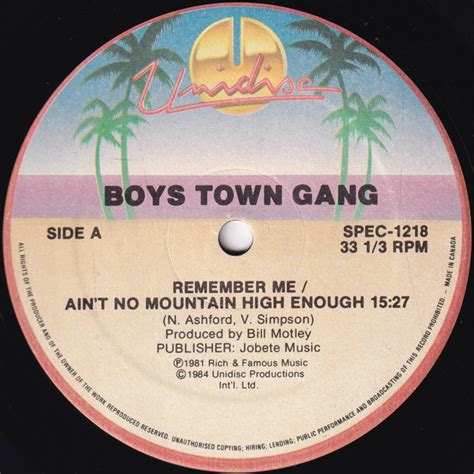 Unidisc
BOYS TOWN GANG
SIDE A
SPEC-1218
33 1/3 RPM
REMEMBER ME /
AIN'T NO MOUNTAIN HIGH ENOUGH 15:27
(N. Ashford, V. Simpson)
Produced by Bill Motley
PUBLISHER: Jobete Music
℗1981 Rich & Famous Music
©1984 Unidisc Productions
Int'l. Ltd.
ALL RIGHTS OF THE MANUFACTURER AND OF THE OWNER OF THE WORK REPRODUCED RESERVED. UNAUTHORISED COPYING; HIRING; LENDING, PUBLIC PERFORMANCE AND BROADCASTING OF THIS RECORD PROHIBITED. • MADE IN CANADA